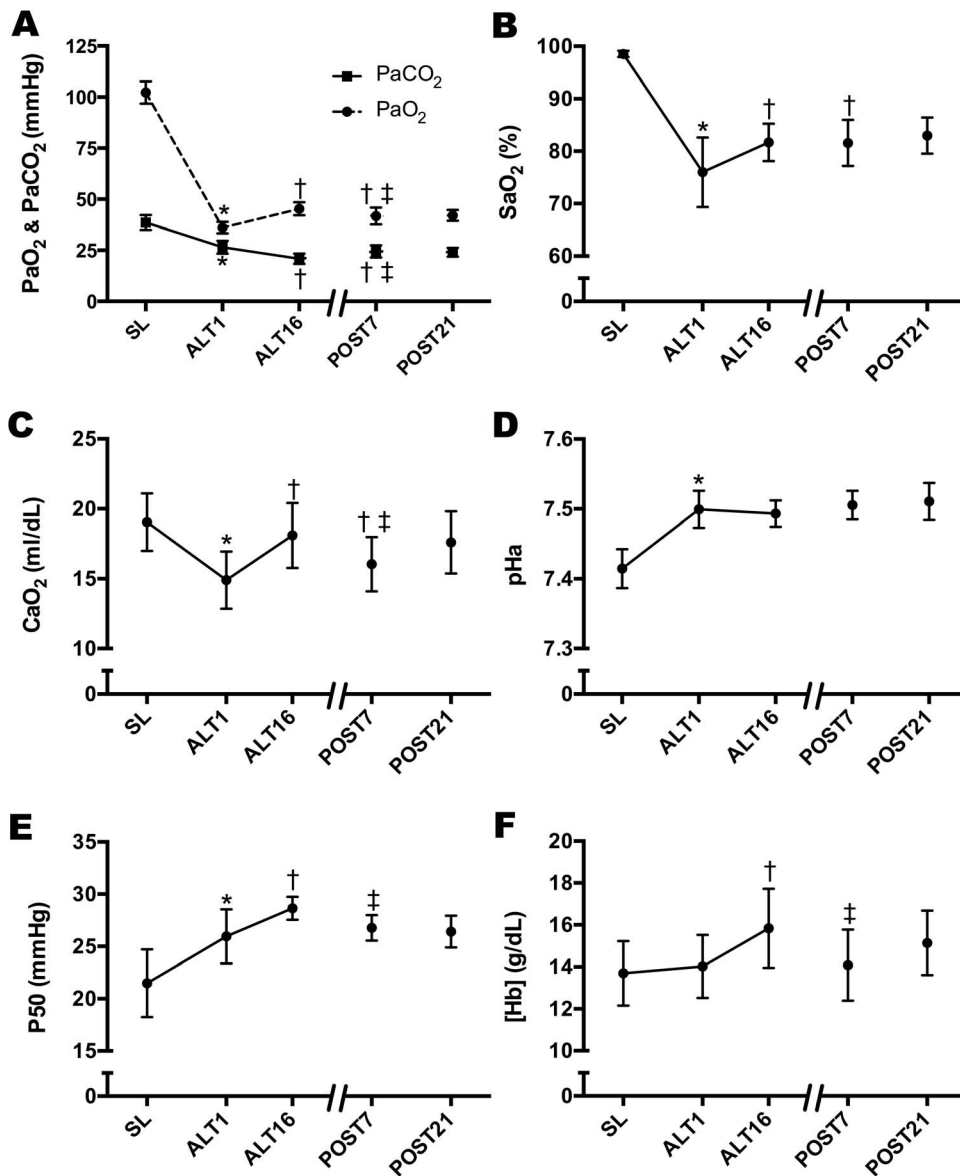 A
PaO2 & PaCO2 (mmHg)
125
100
75
50
25
0
PaCO2
PaO2
*
*
†
†
† ‡
† ‡
SL
ALT1
ALT16
POST7
POST21
B
SaO2 (%)
100
90
80
70
60
0
*
†
†
SL
ALT1
ALT16
POST7
POST21
C
CaO2 (ml/dL)
25
20
15
10
0
*
†
† ‡
SL
ALT1
ALT16
POST7
POST21
D
pHa
7.6
7.5
7.4
7.3
0
*
SL
ALT1
ALT16
POST7
POST21
E
P50 (mmHg)
35
30
25
20
15
0
*
†
‡
SL
ALT1
ALT16
POST7
POST21
F
[Hb] (g/dL)
20
18
16
14
12
10
0
†
‡
SL
ALT1
ALT16
POST7
POST21